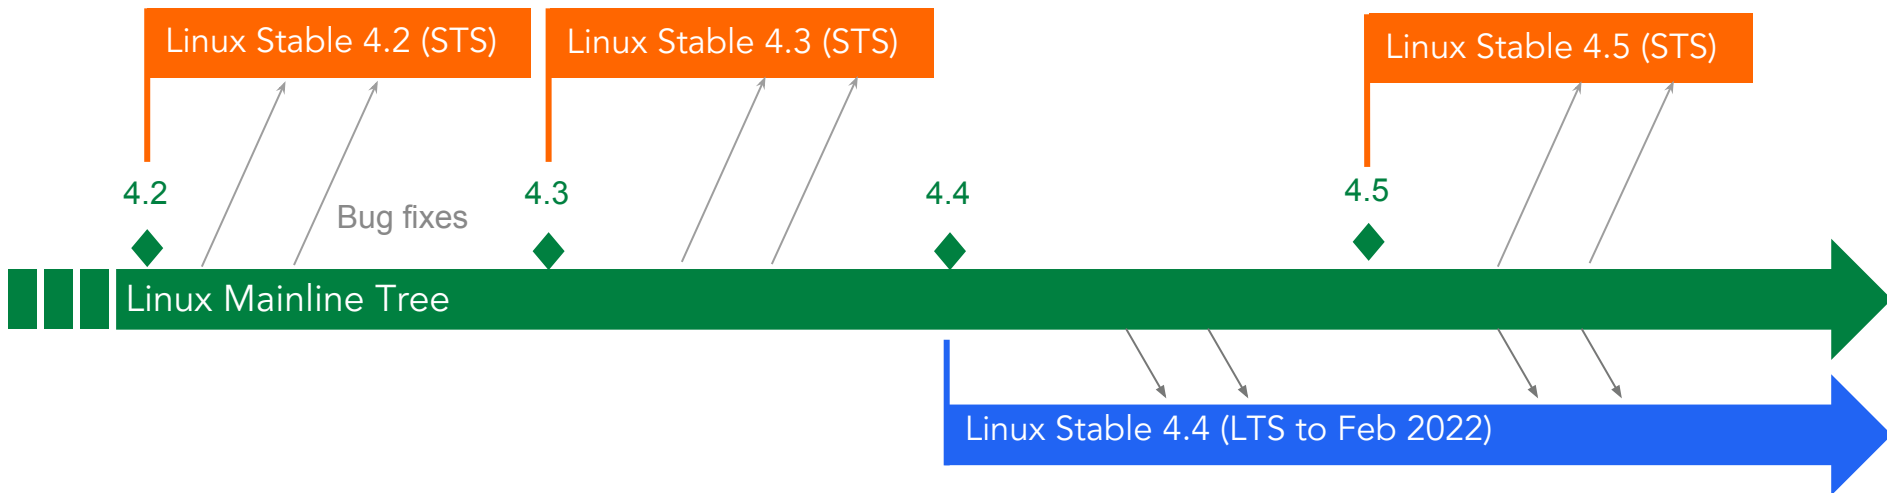 Linux Stable 4.2 (STS)
Linux Stable 4.3 (STS)
Linux Stable 4.5 (STS)
4.2
4.3
4.4
4.5
Bug fixes
Linux Mainline Tree
Linux Stable 4.4 (LTS to Feb 2022)